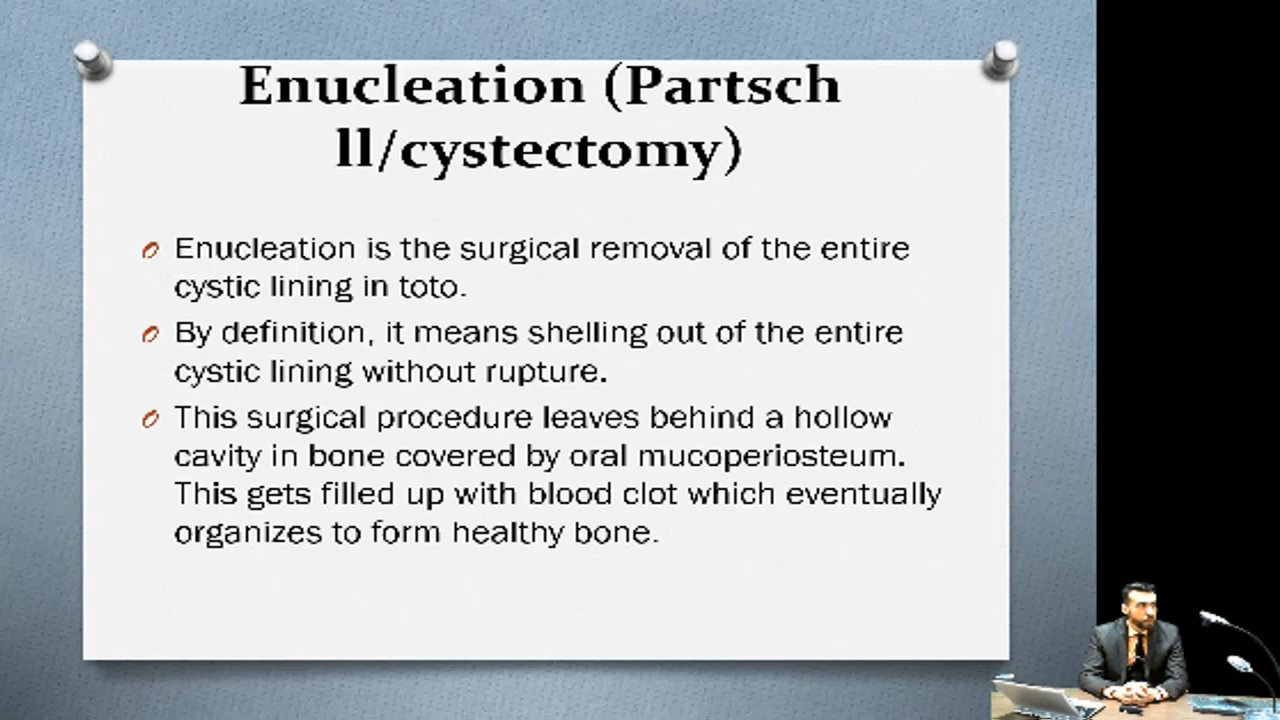 Enucleation (Partsch
ll/cystectomy)
Enucleation is the surgical removal of the entire
cystic lining in toto.
By definition, it means shelling out of the entire
cystic lining without rupture.
This surgical procedure leaves behind a hollow
cavity in bone covered by oral mucoperiosteum.
This gets filled up with blood clot which eventually
organizes to form healthy bone.